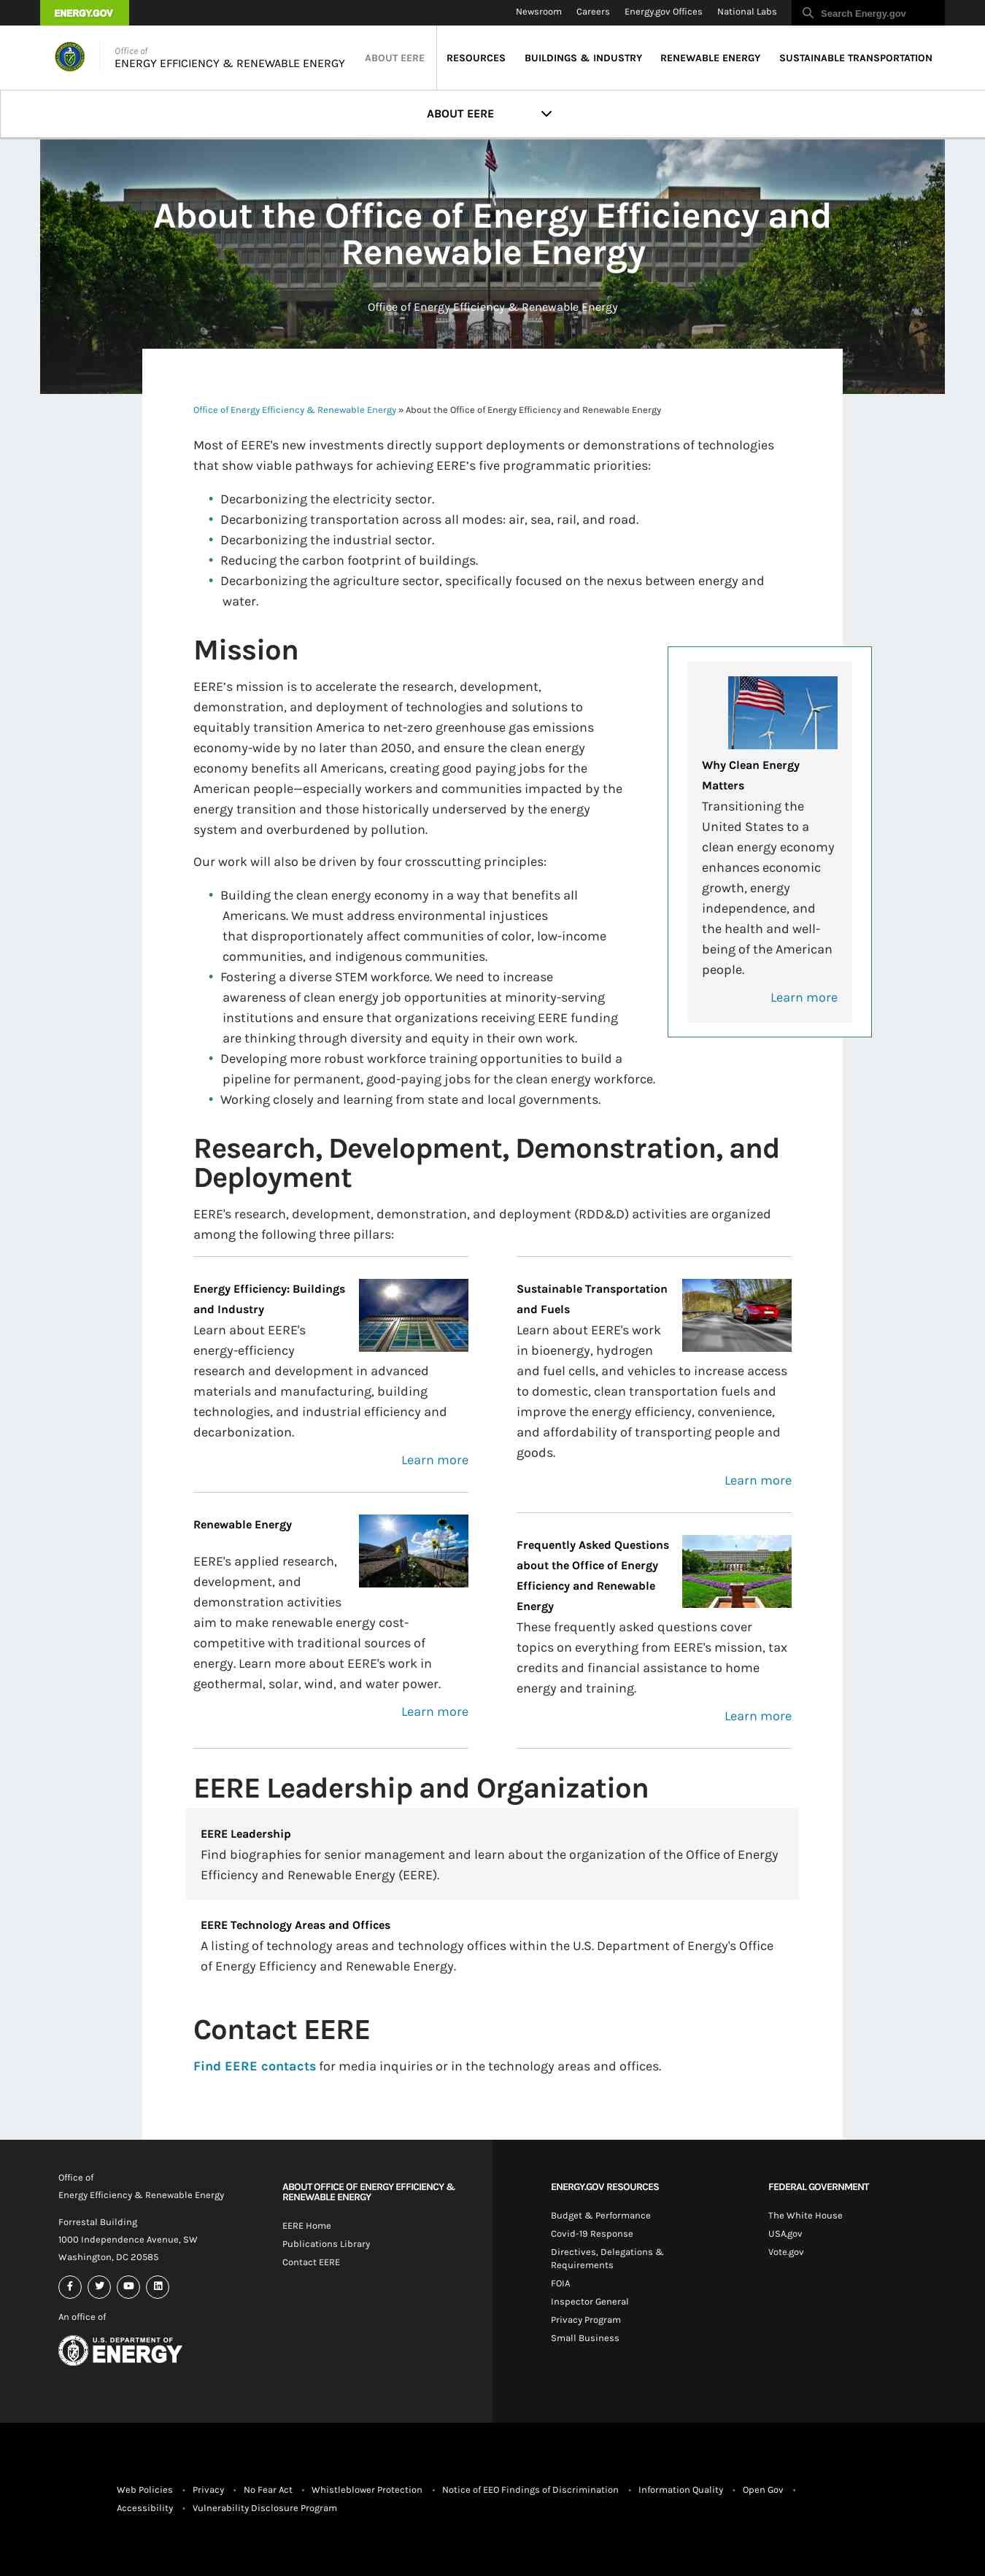 ENERGY.GOV
Newsroom
Careers
Energy.gov Offices
National Labs
Search Energy.gov
Office of
ENERGY EFFICIENCY & RENEWABLE ENERGY
ABOUT EERE
RESOURCES
BUILDINGS & INDUSTRY
RENEWABLE ENERGY
SUSTAINABLE TRANSPORTATION
ABOUT EERE
About the Office of Energy Efficiency and
Renewable Energy
Office of Energy Efficiency & Renewable Energy
Office of Energy Efficiency & Renewable Energy » About the Office of Energy Efficiency and Renewable Energy
Most of EERE's new investments directly support deployments or demonstrations of technologies
that show viable pathways for achieving EERE’s five programmatic priorities:
• Decarbonizing the electricity sector.
• Decarbonizing transportation across all modes: air, sea, rail, and road.
• Decarbonizing the industrial sector.
• Reducing the carbon footprint of buildings.
• Decarbonizing the agriculture sector, specifically focused on the nexus between energy and
water.
Mission
EERE’s mission is to accelerate the research, development,
demonstration, and deployment of technologies and solutions to
equitably transition America to net-zero greenhouse gas emissions
economy-wide by no later than 2050, and ensure the clean energy
economy benefits all Americans, creating good paying jobs for the
American people—especially workers and communities impacted by the
energy transition and those historically underserved by the energy
system and overburdened by pollution.
Our work will also be driven by four crosscutting principles:
• Building the clean energy economy in a way that benefits all
Americans. We must address environmental injustices
that disproportionately affect communities of color, low-income
communities, and indigenous communities.
• Fostering a diverse STEM workforce. We need to increase
awareness of clean energy job opportunities at minority-serving
institutions and ensure that organizations receiving EERE funding
are thinking through diversity and equity in their own work.
• Developing more robust workforce training opportunities to build a
pipeline for permanent, good-paying jobs for the clean energy workforce.
• Working closely and learning from state and local governments.
Why Clean Energy
Matters
Transitioning the
United States to a
clean energy economy
enhances economic
growth, energy
independence, and
the health and well-
being of the American
people.
Learn more
Research, Development, Demonstration, and
Deployment
EERE's research, development, demonstration, and deployment (RDD&D) activities are organized
among the following three pillars:
Energy Efficiency: Buildings
and Industry
Learn about EERE's
energy-efficiency
research and development in advanced
materials and manufacturing, building
technologies, and industrial efficiency and
decarbonization.
Learn more
Renewable Energy
EERE's applied research,
development, and
demonstration activities
aim to make renewable energy cost-
competitive with traditional sources of
energy. Learn more about EERE's work in
geothermal, solar, wind, and water power.
Learn more
Sustainable Transportation
and Fuels
Learn about EERE's work
in bioenergy, hydrogen
and fuel cells, and vehicles to increase access
to domestic, clean transportation fuels and
improve the energy efficiency, convenience,
and affordability of transporting people and
goods.
Learn more
Frequently Asked Questions
about the Office of Energy
Efficiency and Renewable
Energy
These frequently asked questions cover
topics on everything from EERE's mission, tax
credits and financial assistance to home
energy and training.
Learn more
EERE Leadership and Organization
EERE Leadership
Find biographies for senior management and learn about the organization of the Office of Energy
Efficiency and Renewable Energy (EERE).
EERE Technology Areas and Offices
A listing of technology areas and technology offices within the U.S. Department of Energy's Office
of Energy Efficiency and Renewable Energy.
Contact EERE
Find EERE contacts for media inquiries or in the technology areas and offices.
Office of
Energy Efficiency & Renewable Energy
Forrestal Building
1000 Independence Avenue, SW
Washington, DC 20585
An office of
U.S. DEPARTMENT OF
ENERGY
ABOUT OFFICE OF ENERGY EFFICIENCY &
RENEWABLE ENERGY
EERE Home
Publications Library
Contact EERE
ENERGY.GOV RESOURCES
Budget & Performance
Covid-19 Response
Directives, Delegations &
Requirements
FOIA
Inspector General
Privacy Program
Small Business
FEDERAL GOVERNMENT
The White House
USA.gov
Vote.gov
Web Policies • Privacy • No Fear Act • Whistleblower Protection • Notice of EEO Findings of Discrimination • Information Quality • Open Gov •
Accessibility • Vulnerability Disclosure Program